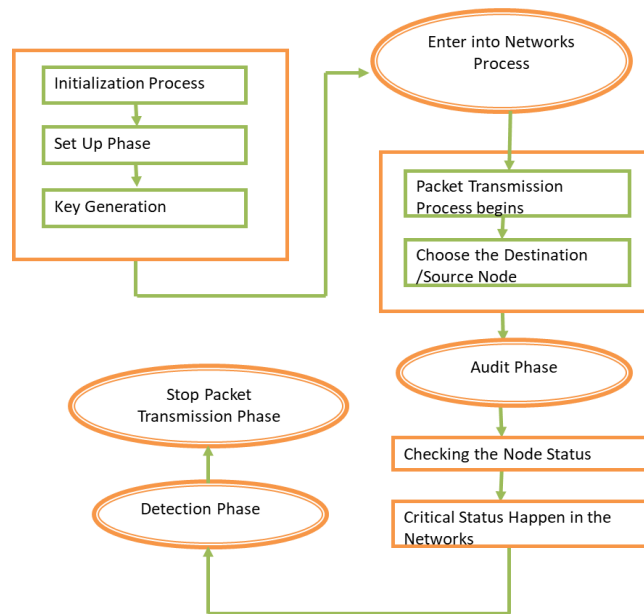 Initialization Process
Set Up Phase
Key Generation
Enter into Networks
Process
Packet Transmission
Process begins
Choose the Destination
/Source Node
Audit Phase
Checking the Node Status
Critical Status Happen in the
Networks
Detection Phase
Stop Packet
Transmission Phase